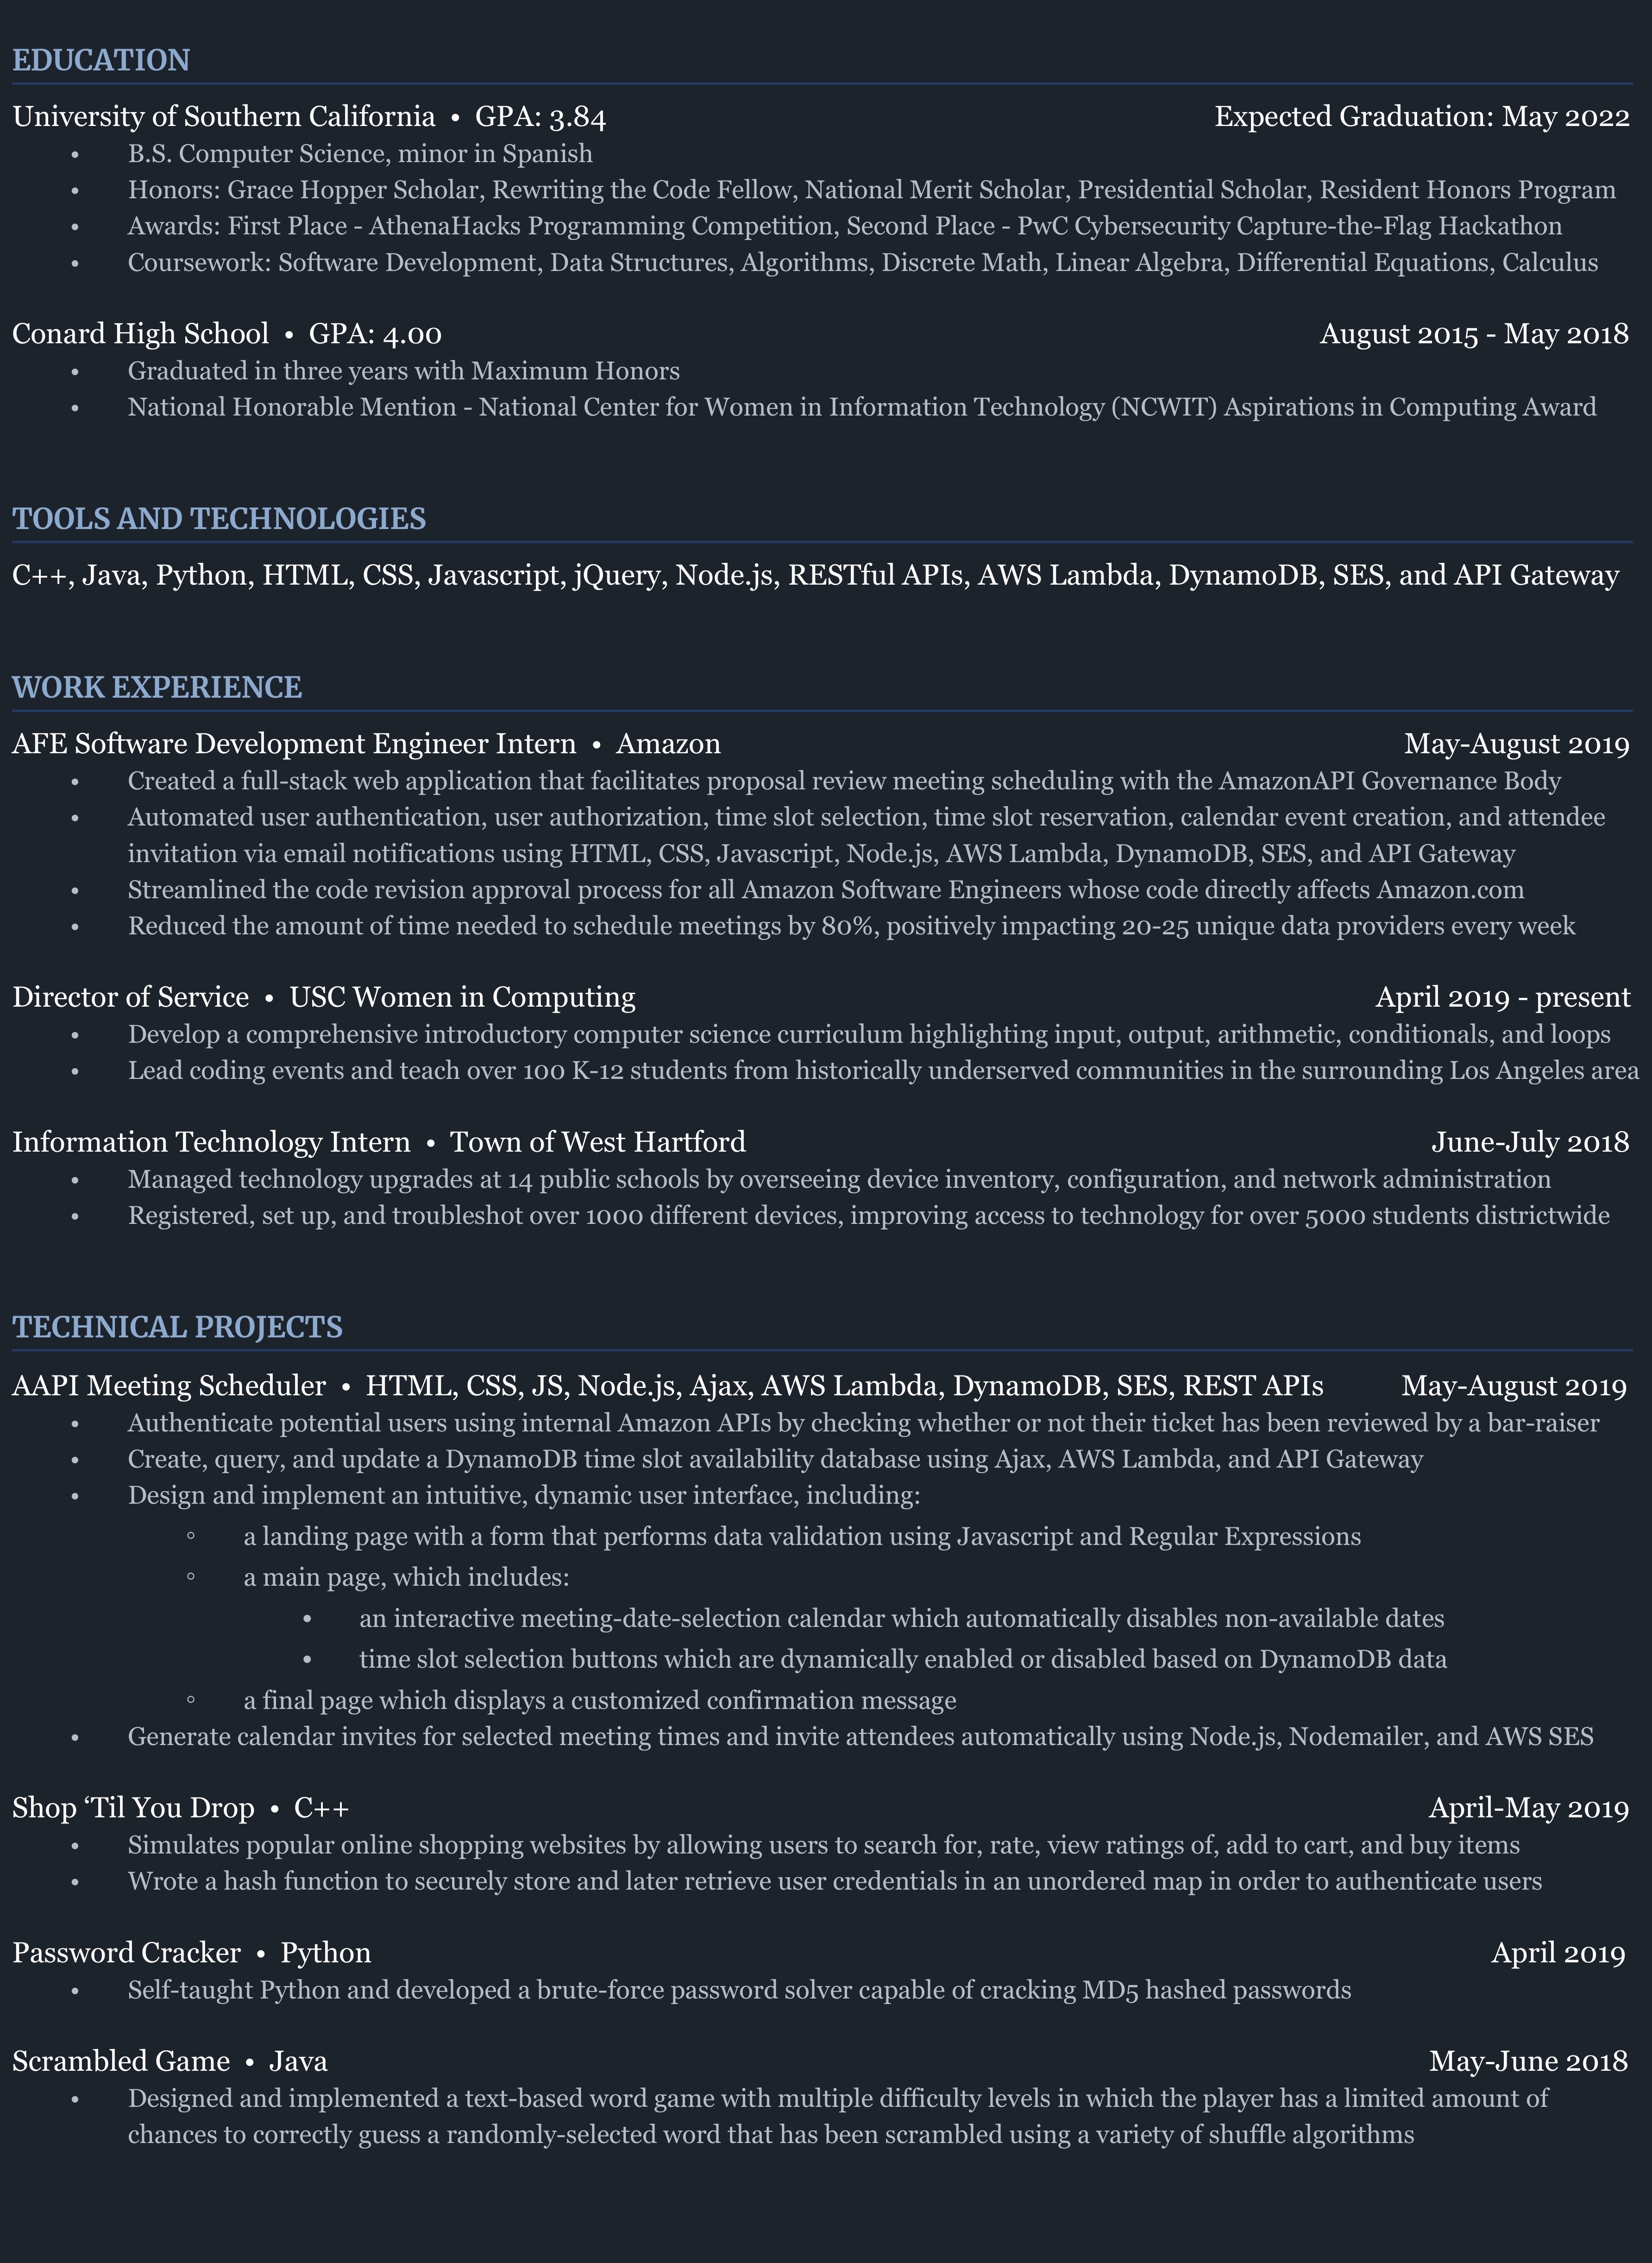 EDUCATION
University of Southern California • GPA: 3.84 Expected Graduation: May 2022
• B.S. Computer Science, minor in Spanish
• Honors: Grace Hopper Scholar, Rewriting the Code Fellow, National Merit Scholar, Presidential Scholar, Resident Honors Program
• Awards: First Place - AthenaHacks Programming Competition, Second Place - PwC Cybersecurity Capture-the-Flag Hackathon
• Coursework: Software Development, Data Structures, Algorithms, Discrete Math, Linear Algebra, Differential Equations, Calculus
Conard High School • GPA: 4.00 August 2015 - May 2018
• Graduated in three years with Maximum Honors
• National Honorable Mention - National Center for Women in Information Technology (NCWIT) Aspirations in Computing Award
TOOLS AND TECHNOLOGIES
C++, Java, Python, HTML, CSS, Javascript, jQuery, Node.js, RESTful APIs, AWS Lambda, DynamoDB, SES, and API Gateway
WORK EXPERIENCE
AFE Software Development Engineer Intern • Amazon May-August 2019
• Created a full-stack web application that facilitates proposal review meeting scheduling with the AmazonAPI Governance Body
• Automated user authentication, user authorization, time slot selection, time slot reservation, calendar event creation, and attendee
invitation via email notifications using HTML, CSS, Javascript, Node.js, AWS Lambda, DynamoDB, SES, and API Gateway
• Streamlined the code revision approval process for all Amazon Software Engineers whose code directly affects Amazon.com
• Reduced the amount of time needed to schedule meetings by 80%, positively impacting 20-25 unique data providers every week
Director of Service • USC Women in Computing April 2019 - present
• Develop a comprehensive introductory computer science curriculum highlighting input, output, arithmetic, conditionals, and loops
• Lead coding events and teach over 100 K-12 students from historically underserved communities in the surrounding Los Angeles area
Information Technology Intern • Town of West Hartford June-July 2018
• Managed technology upgrades at 14 public schools by overseeing device inventory, configuration, and network administration
• Registered, set up, and troubleshot over 1000 different devices, improving access to technology for over 5000 students districtwide
TECHNICAL PROJECTS
AAPI Meeting Scheduler • HTML, CSS, JS, Node.js, Ajax, AWS Lambda, DynamoDB, SES, REST APIs May-August 2019
• Authenticate potential users using internal Amazon APIs by checking whether or not their ticket has been reviewed by a bar-raiser
• Create, query, and update a DynamoDB time slot availability database using Ajax, AWS Lambda, and API Gateway
• Design and implement an intuitive, dynamic user interface, including:
◦ a landing page with a form that performs data validation using Javascript and Regular Expressions
◦ a main page, which includes:
• an interactive meeting-date-selection calendar which automatically disables non-available dates
• time slot selection buttons which are dynamically enabled or disabled based on DynamoDB data
◦ a final page which displays a customized confirmation message
• Generate calendar invites for selected meeting times and invite attendees automatically using Node.js, Nodemailer, and AWS SES
Shop ‘Til You Drop • C++ April-May 2019
• Simulates popular online shopping websites by allowing users to search for, rate, view ratings of, add to cart, and buy items
• Wrote a hash function to securely store and later retrieve user credentials in an unordered map in order to authenticate users
Password Cracker • Python April 2019
• Self-taught Python and developed a brute-force password solver capable of cracking MD5 hashed passwords
Scrambled Game • Java May-June 2018
• Designed and implemented a text-based word game with multiple difficulty levels in which the player has a limited amount of
chances to correctly guess a randomly-selected word that has been scrambled using a variety of shuffle algorithms